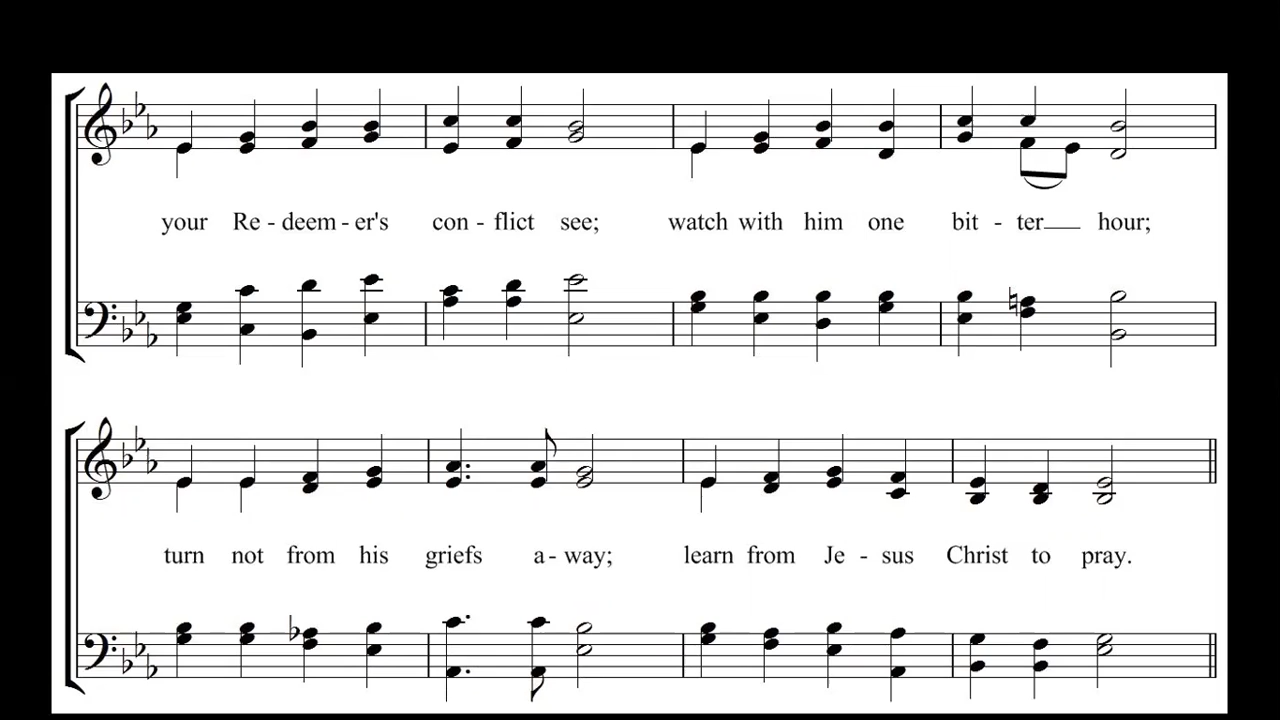 your Re - deem - er's con - flict see; watch with him one bit - ter hour;
turn not from his griefs a - way; learn from Je - sus Christ to pray.